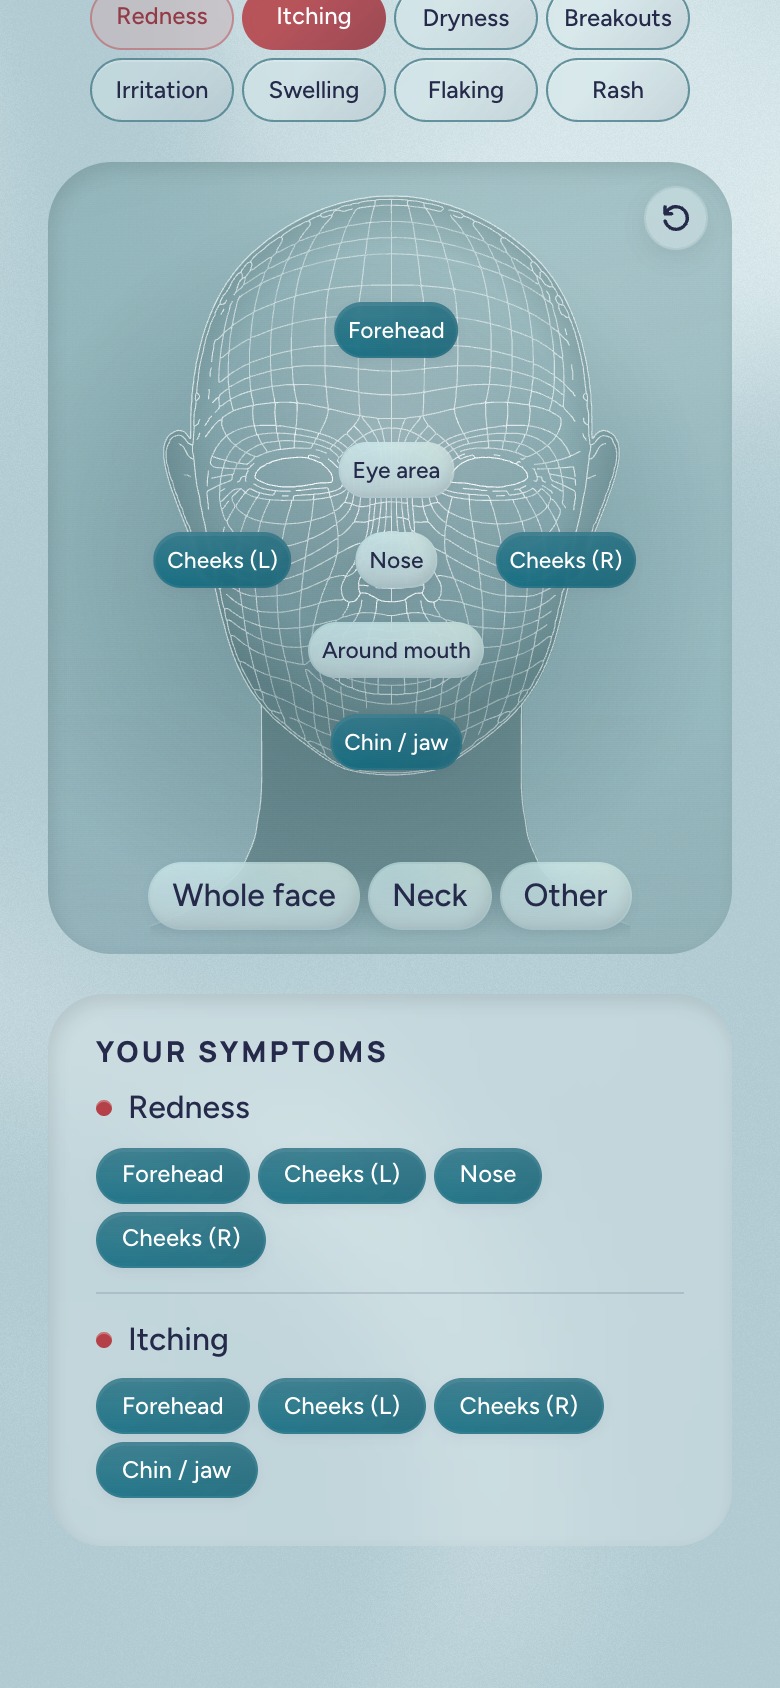 Redness Itching Dryness Breakouts
Irritation Swelling Flaking Rash
Forehead
Eye area
Cheeks (L) Nose Cheeks (R)
Around mouth
Chin / jaw
Whole face Neck Other
YOUR SYMPTOMS
Redness
Forehead Cheeks (L) Nose
Cheeks (R)
Itching
Forehead Cheeks (L) Cheeks (R)
Chin / jaw